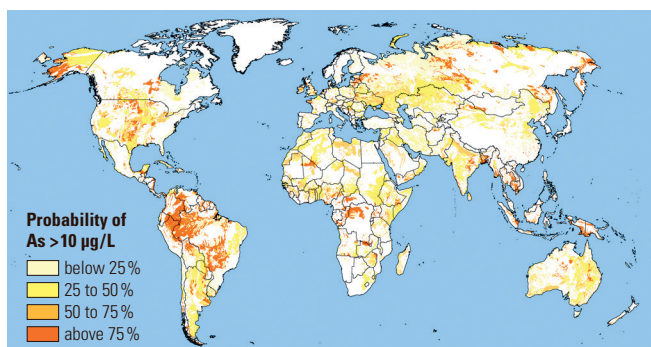 Probability of
As >10 µg/L
below 25 %
25 to 50 %
50 to 75 %
above 75 %